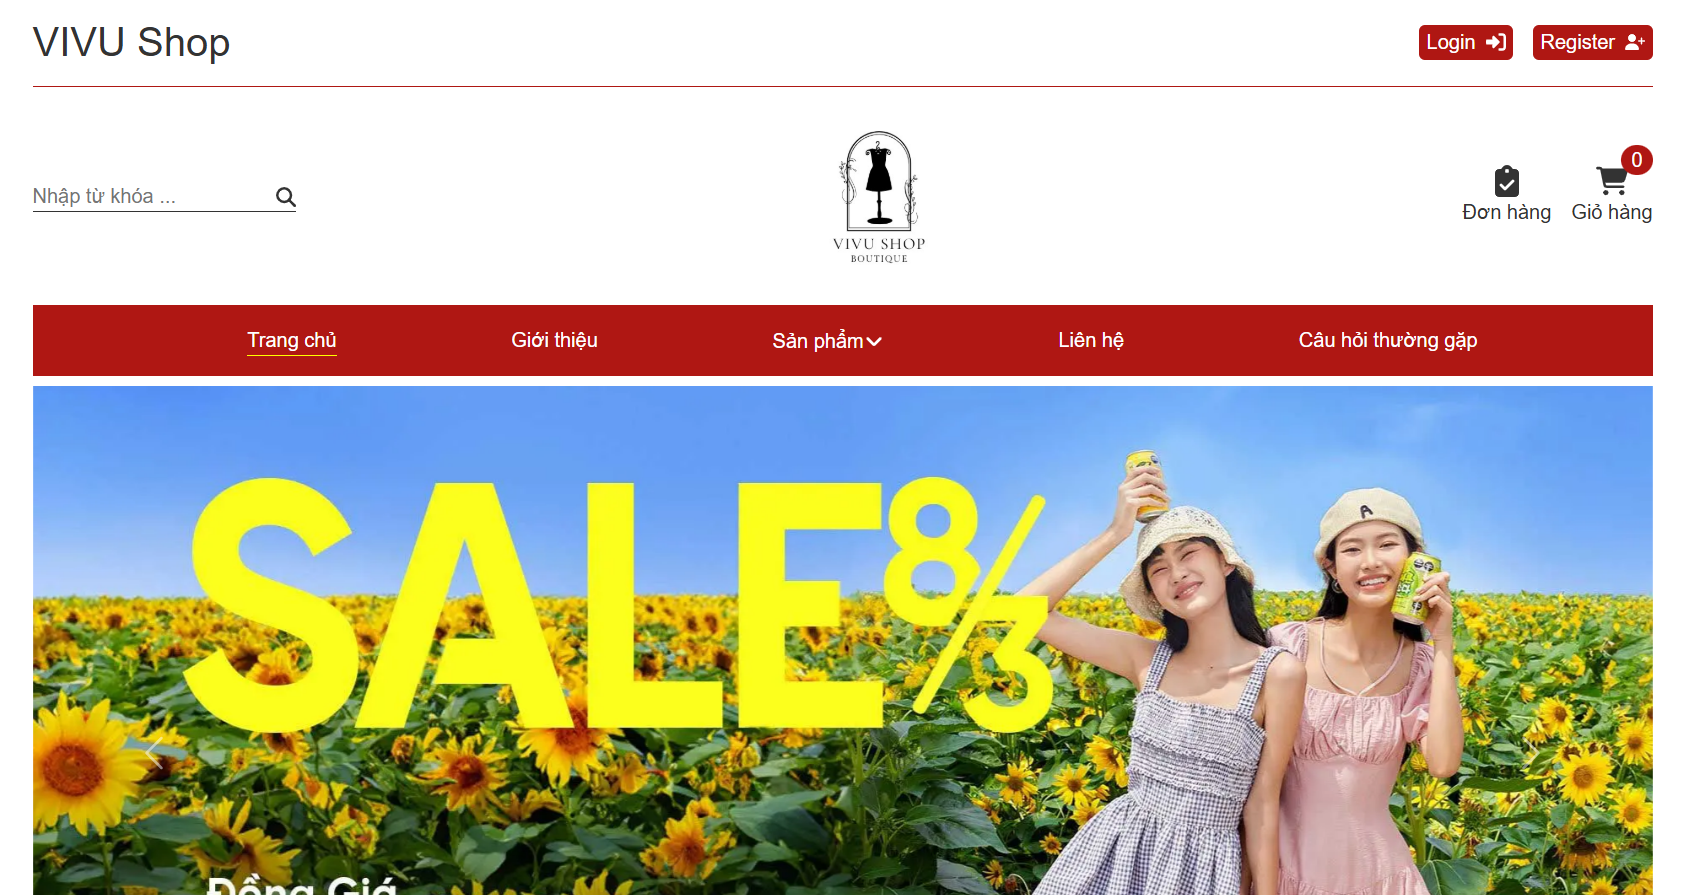 VIVU Shop
Login
Register
Nhập từ khóa ...
VIVU SHOP
BOUTIQUE
Đơn hàng
0
Giỏ hàng
Trang chủ
Giới thiệu
Sản phẩm
Liên hệ
Câu hỏi thường gặp
SALE 8/3
A
Đồng Giá